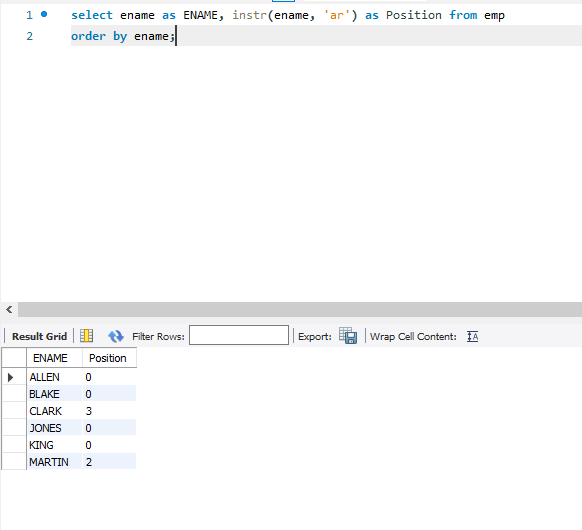 1 select ename as ENAME, instr(ename, 'ar') as Position from emp
2 order by ename;
Result Grid Filter Rows: Export: Wrap Cell Content:
ENAME Position
ALLEN 0
BLAKE 0
CLARK 3
JONES 0
KING 0
MARTIN 2